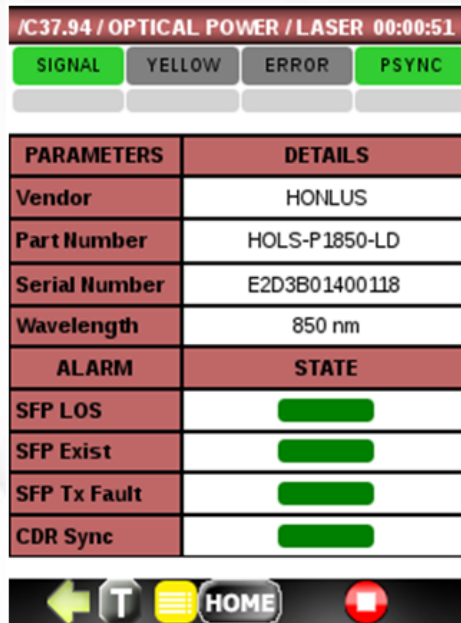 /C37.94 / OPTICAL POWER / LASER 00:00:51
SIGNAL YELLOW ERROR PSYNC
PARAMETERS DETAILS
Vendor HONLUS
Part Number HOLS-P1850-LD
Serial Number E2D3B01400118
Wavelength 850 nm
ALARM STATE
SFP LOS
SFP Exist
SFP Tx Fault
CDR Sync
T HOME